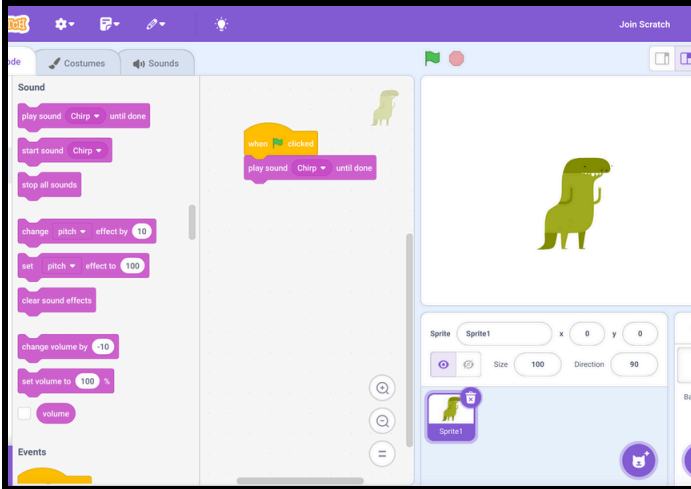 Join Scratch
ode
Costumes
Sounds
Sound
play sound Chirp until done
start sound Chirp
stop all sounds
change pitch effect by 10
set pitch effect to 100
clear sound effects
change volume by -10
set volume to 100 %
volume
Events
when clicked
play sound Chirp until done
Sprite Sprite1 x 0 y 0
Size 100 Direction 90
Sprite1
Ba